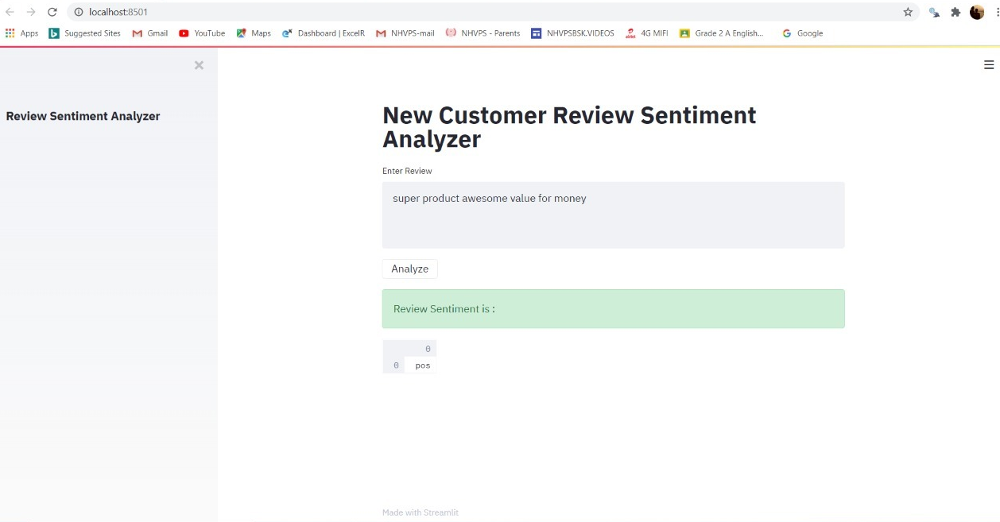 localhost:8501
Apps Suggested Sites Gmail YouTube Maps Dashboard | ExcelR NHVPS-mail NHVPS - Parents NHVPSBSK.VIDEOS airtel 4G MIFI Grade 2 A English... Google
Review Sentiment Analyzer
New Customer Review Sentiment
Analyzer
Enter Review
super product awesome value for money
Analyze
Review Sentiment is :
0
0 pos
Made with Streamlit